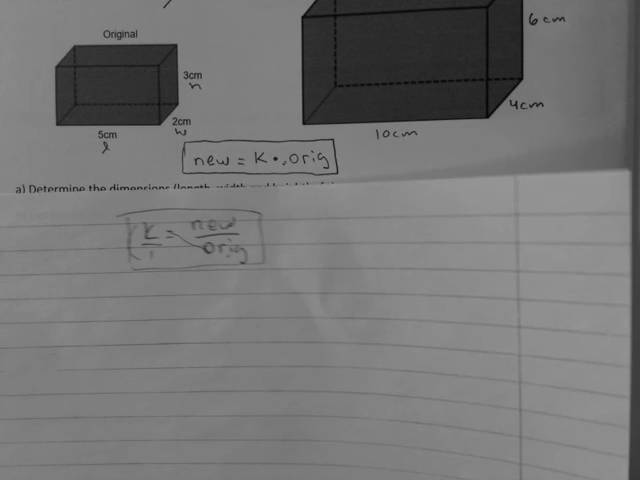 Original
6cm
3cm
h
4cm
2cm
w
5cm
l
10cm
new = K • orig
a) Determine the dimensions (length, width and height)
K/1 = new/orig